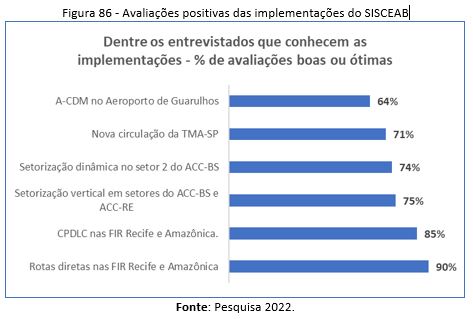 Figura 86 - Avaliações positivas das implementações do SISCEAB
Dentre os entrevistados que conhecem as
implementações - % de avaliações boas ou ótimas
A-CDM no Aeroporto de Guarulhos 64%
Nova circulação da TMA-SP 71%
Setorização dinâmica no setor 2 do ACC-BS 74%
Setorização vertical em setores do ACC-BS e
ACC-RE 75%
CPDLC nas FIR Recife e Amazônica. 85%
Rotas diretas nas FIR Recife e Amazônica 90%
Fonte: Pesquisa 2022.